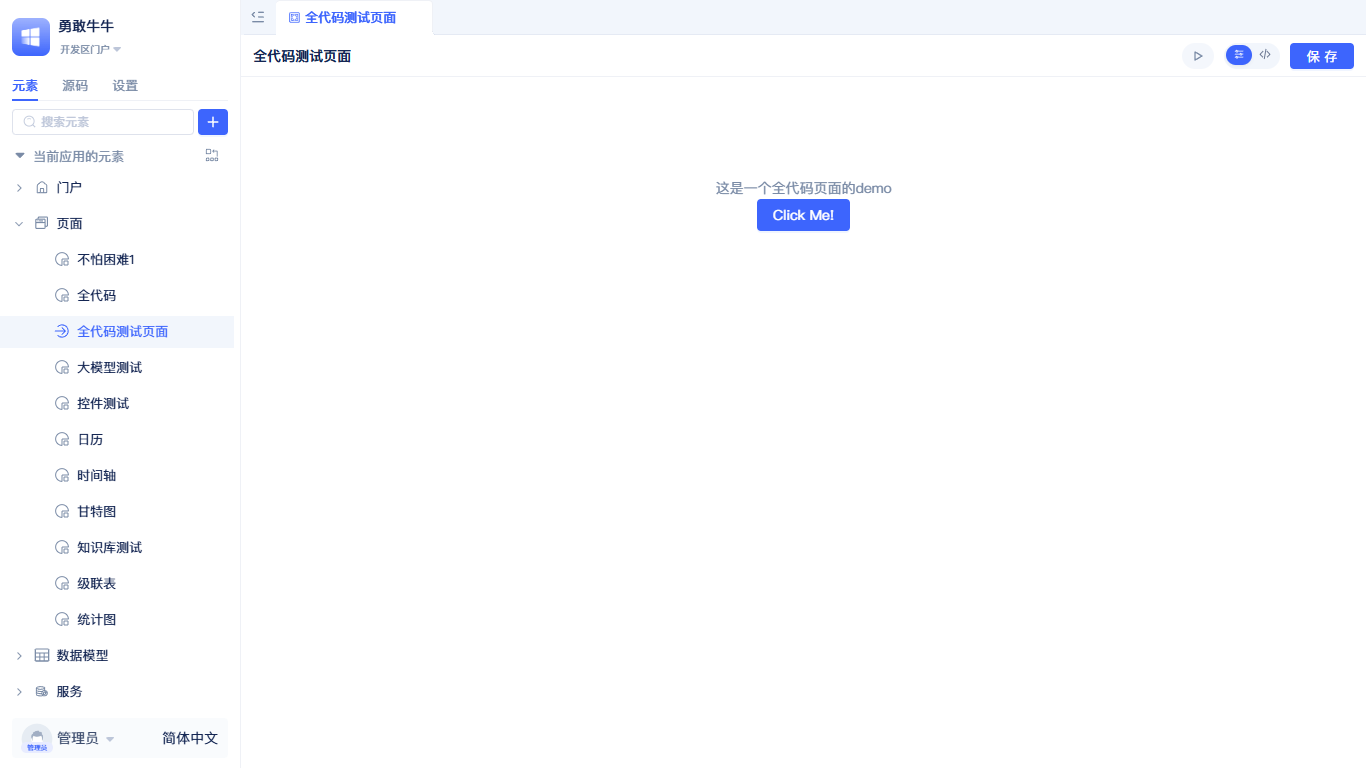 勇敢牛牛
开发区门户
元素 源码 设置
搜索元素
当前应用的元素
门户
页面
不怕困难1
全代码
全代码测试页面
大模型测试
控件测试
日历
时间轴
甘特图
知识库测试
级联表
统计图
数据模型
服务
管理员
管理员
简体中文
全代码测试页面
全代码测试页面
保 存
这是一个全代码页面的demo
Click Me!